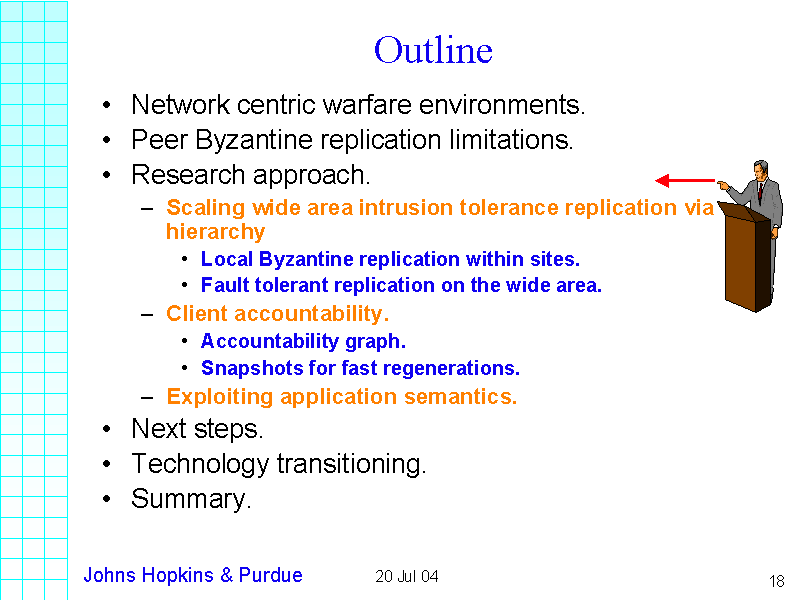 Outline
• Network centric warfare environments.
• Peer Byzantine replication limitations.
• Research approach.
– Scaling wide area intrusion tolerance replication via
hierarchy
• Local Byzantine replication within sites.
• Fault tolerant replication on the wide area.
– Client accountability.
• Accountability graph.
• Snapshots for fast regenerations.
– Exploiting application semantics.
• Next steps.
• Technology transitioning.
• Summary.
Johns Hopkins & Purdue
20 Jul 04
18